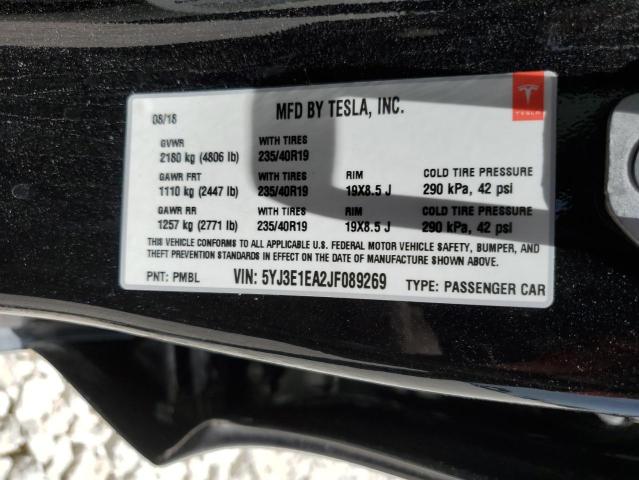 08/18 MFD BY TESLA, INC.
TESLA
GVWR WITH TIRES
2180 kg (4806 lb) 235/40R19
GAWR FRT WITH TIRES RIM COLD TIRE PRESSURE
1110 kg (2447 lb) 235/40R19 19X8.5 J 290 kPa, 42 psi
GAWR RR WITH TIRES RIM COLD TIRE PRESSURE
1257 kg (2771 lb) 235/40R19 19X8.5 J 290 kPa, 42 psi
THIS VEHICLE CONFORMS TO ALL APPLICABLE U.S. FEDERAL MOTOR VEHICLE SAFETY, BUMPER, AND
THEFT PREVENTION STANDARDS IN EFFECT ON THE DATE OF MANUFACTURE SHOWN ABOVE.
PNT: PMBL VIN: 5YJ3E1EA2JF089269 TYPE: PASSENGER CAR